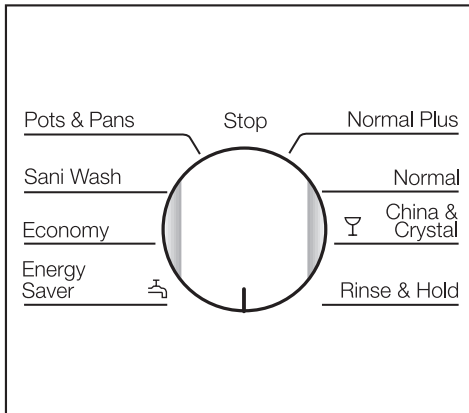 Pots & Pans
Stop
Normal Plus
Sani Wash
Normal
Economy
China &
Crystal
Energy
Saver
Rinse & Hold